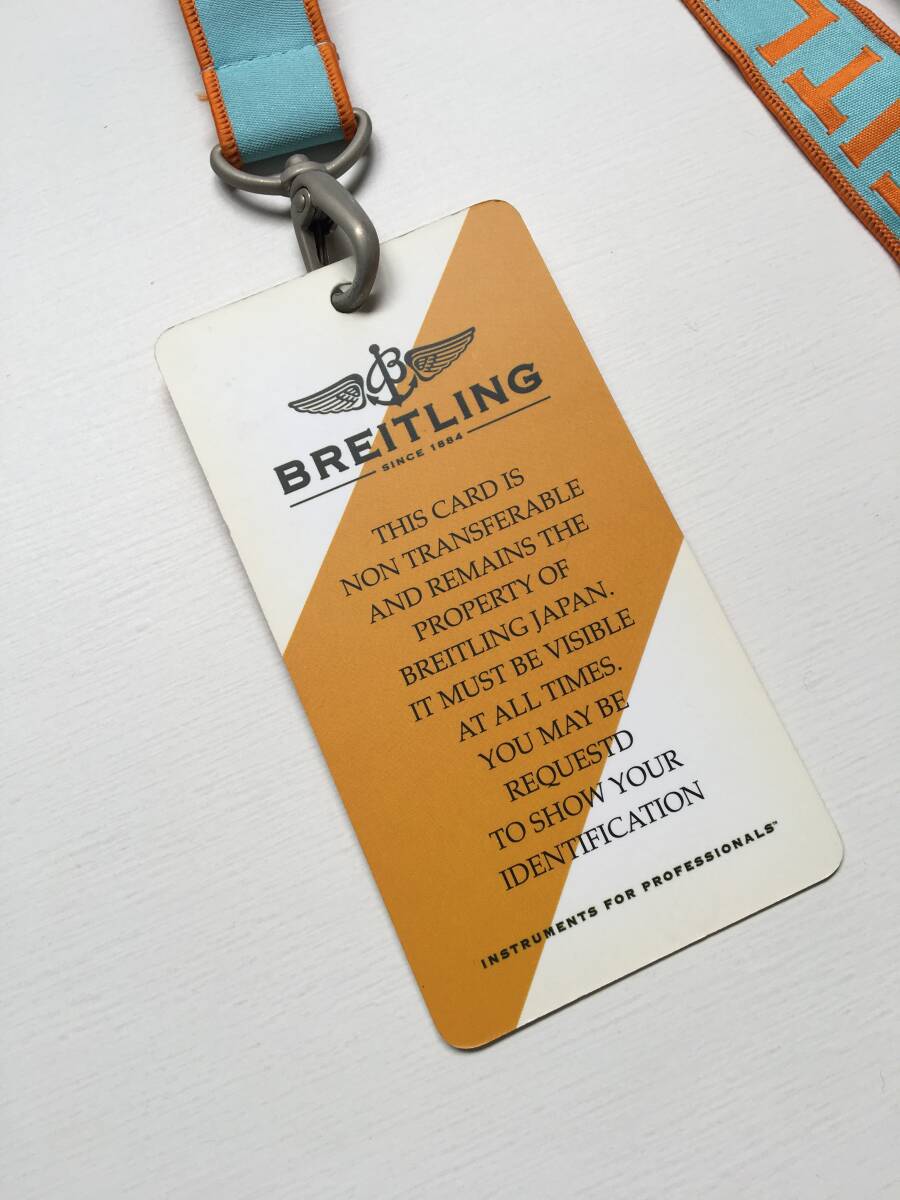 BREITLING
SINCE 1884
THIS CARD IS
NON TRANSFERABLE
AND REMAINS THE
PROPERTY OF
BREITLING JAPAN.
IT MUST BE VISIBLE
AT ALL TIMES.
YOU MAY BE
REQUESTD
TO SHOW YOUR
IDENTIFICATION
INSTRUMENTS FOR PROFESSIONALS™